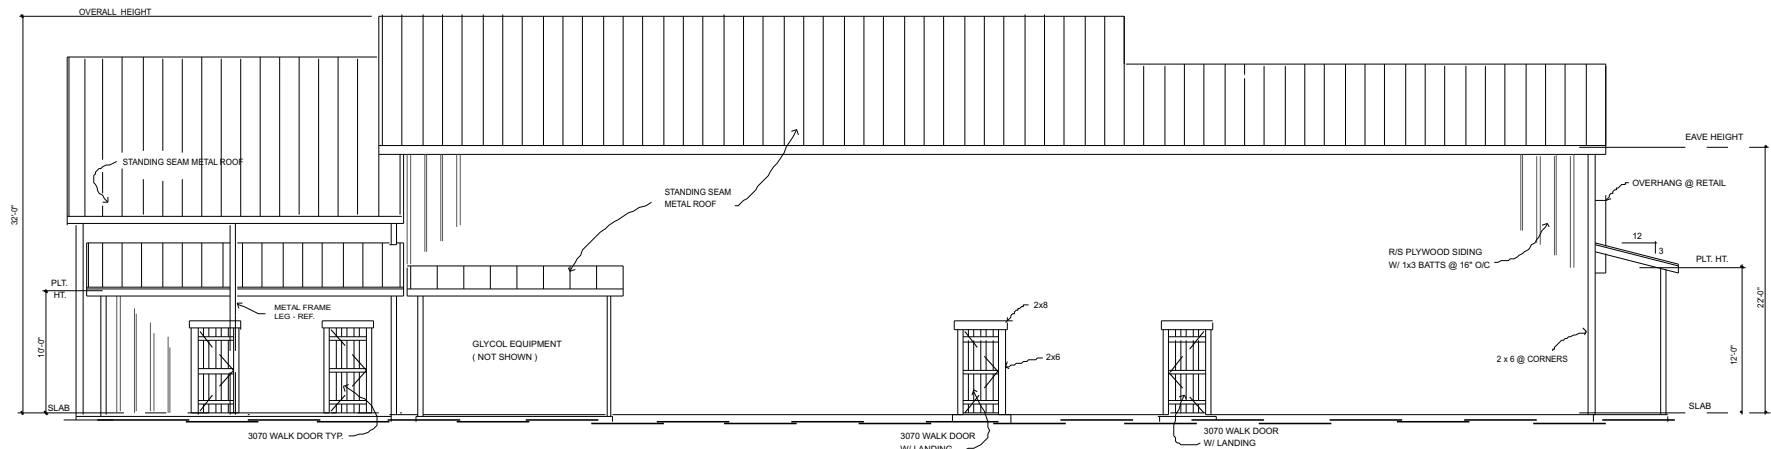 OVERALL HEIGHT
32'-0"
STANDING SEAM METAL ROOF
PLT.
HT.
10'-0"
SLAB
METAL FRAME
LEG - REF.
3070 WALK DOOR TYP.
GLYCOL EQUIPMENT
( NOT SHOWN )
STANDING SEAM
METAL ROOF
2x8
2x6
3070 WALK DOOR
W/ LANDING
3070 WALK DOOR
W/ LANDING
R/S PLYWOOD SIDING
W/ 1x3 BATTS @ 16" O/C
2 x 6 @ CORNERS
EAVE HEIGHT
OVERHANG @ RETAIL
12
3
PLT. HT.
22'-0"
12'-0"
SLAB